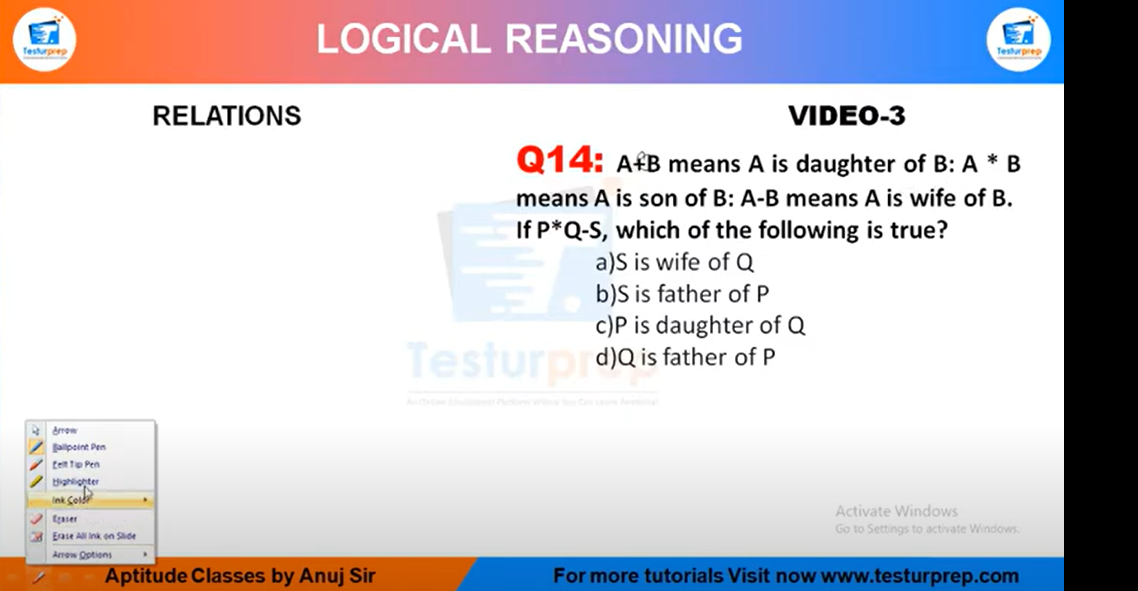 Testurprep
LOGICAL REASONING
Testurprep
RELATIONS
VIDEO-3
Q14: A+B means A is daughter of B: A * B
means A is son of B: A-B means A is wife of B.
If P*Q-S, which of the following is true?
a)S is wife of Q
b)S is father of P
c)P is daughter of Q
d)Q is father of P
Testurprep
An Online Educational Platform Where You Can Learn Aptitude!
Arrow
Ballpoint Pen
Felt Tip Pen
Highlighter
Ink Color
Eraser
Erase All Ink on Slide
Arrow Options
Activate Windows
Go to Settings to activate Windows.
Aptitude Classes by Anuj Sir
For more tutorials Visit now www.testurprep.com